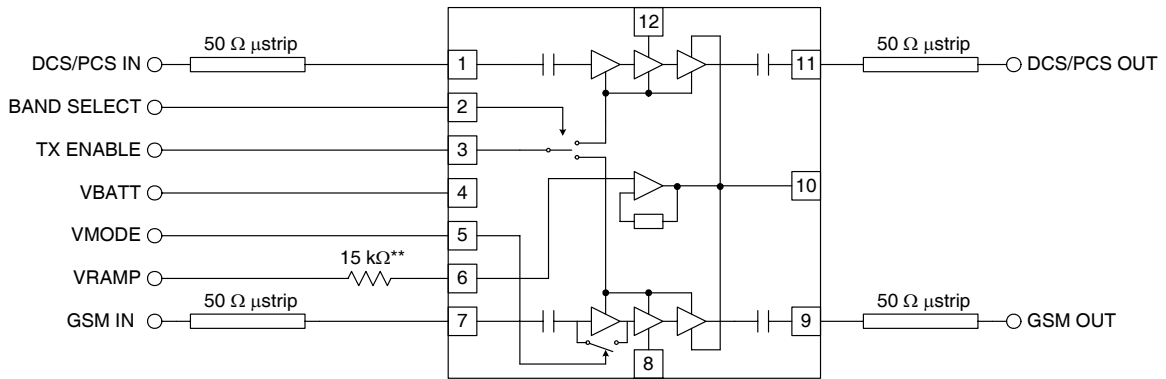 12
50 Ω µstrip
50 Ω µstrip
DCS/PCS IN
1
11
DCS/PCS OUT
BAND SELECT
2
TX ENABLE
3
VBATT
4
10
VMODE
5
15 kΩ**
VRAMP
6
50 Ω µstrip
50 Ω µstrip
GSM IN
7
9
GSM OUT
8